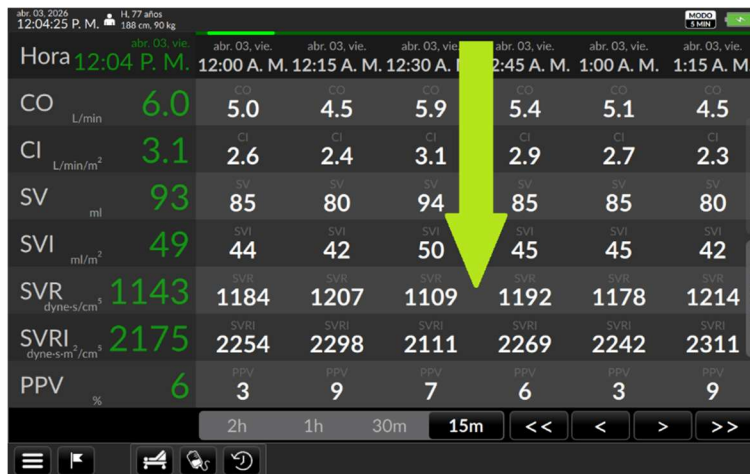 abr. 03, 2026
12:04:25 P. M.
H, 77 años
188 cm, 90 kg
MODO
5 MIN
Hora
abr. 03, vie.
12:04 P. M.
abr. 03, vie. abr. 03, vie. abr. 03, vie. abr. 03, vie. abr. 03, vie. abr. 03, vie.
12:00 A. M. 12:15 A. M. 12:30 A. 2:45 A. M. 1:00 A. M. 1:15 A. M
CO L/min 6.0
CO CO CO CO CO CO
5.0 4.5 5.9 5.4 5.1 4.5
CI L/min/m² 3.1
CI CI CI CI CI CI
2.6 2.4 3.1 2.9 2.7 2.3
SV ml 93
SV SV SV SV SV SV
85 80 94 85 85 80
SVI ml/m² 49
SVI SVI SVI SVI SVI SVI
44 42 50 45 45 42
SVR dyne-s/cm⁵ 1143
SVR SVR SVR SVR SVR SVR
1184 1207 1109 1192 1178 1214
SVRI dyne-s-m²/cm⁵ 2175
SVRI SVRI SVRI SVRI SVRI SVRI
2254 2298 2111 2269 2242 2311
PPV % 6
PPV PPV PPV PPV PPV PPV
3 9 7 6 3 9
2h 1h 30m 15m << < > >>